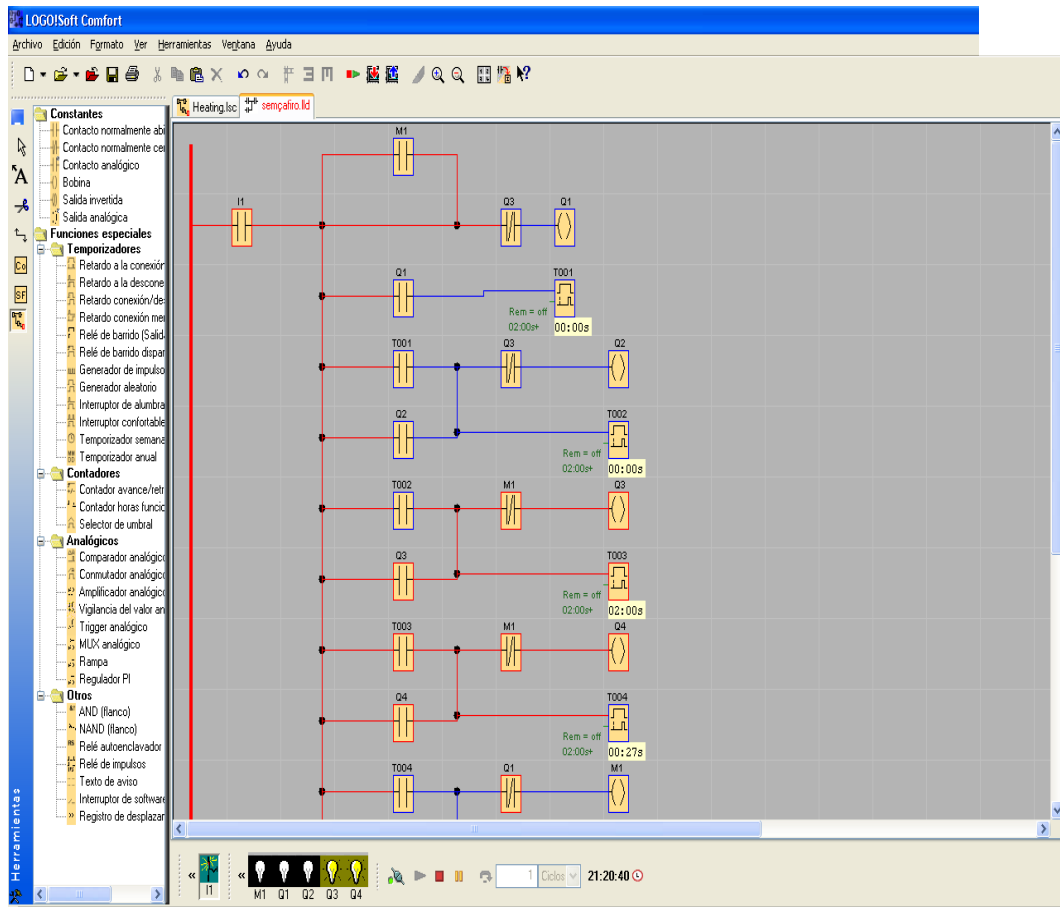 LOGO!Soft Comfort
Archivo Edición Formato Ver Herramientas Ventana Ayuda
Heating.lsc semçafiro.lld
Constantes
Contacto normalmente abi
Contacto normalmente cer
Contacto analógico
Bobina
Salida invertida
Salida analógica
Funciones especiales
Temporizadores
Retardo a la conexión
Retardo a la descone
Retardo conexión/de
Retardo conexión mem
Relé de barrido (Salid
Relé de barrido dispar
Generador de impulso
Generador aleatorio
Interruptor de alumbra
Interruptor confortable
Temporizador semana
Temporizador anual
Contadores
Contador avance/retr
Contador horas funcio
Selector de umbral
Analógicos
Comparador analógico
Conmutador analógico
Amplificador analógico
Vigilancia del valor an
Trigger analógico
MUX analógico
Rampa
Regulador PI
Otros
AND (flanco)
NAND (flanco)
Relé autoenclavador
Relé de impulsos
Texto de aviso
Interruptor de software
Registro de desplazar
Herramientas
A
Co
SF
M1
I1 Q3 Q1
Q1 T001
Rem = off
02:00s+ 00:00s
T001 Q3 Q2
Q2 T002
Rem = off
02:00s+ 00:00s
T002 M1 Q3
Q3 T003
Rem = off
02:00s+ 02:00s
T003 M1 Q4
Q4 T004
Rem = off
02:00s+ 00:27s
T004 Q1 M1
« I1 « M1 Q1 Q2 Q3 Q4 1 Ciclos 21:20:40